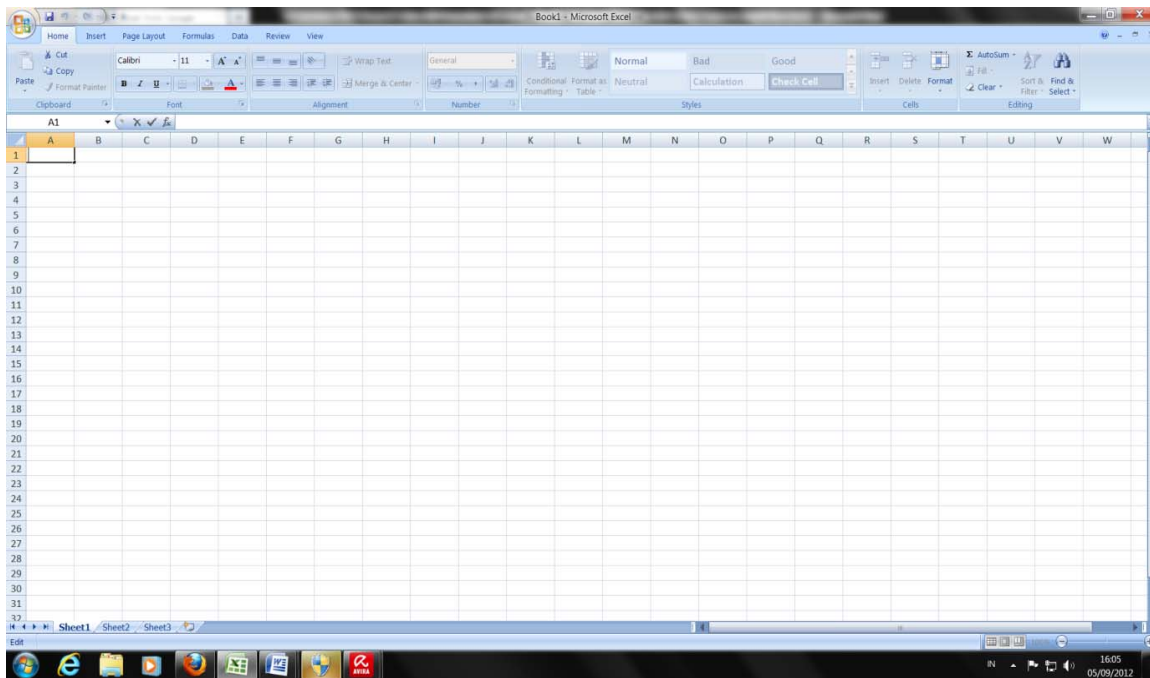 Book1 - Microsoft Excel
Home Insert Page Layout Formulas Data Review View
Cut
Copy
Format Painter
Paste
Clipboard
Calibri 11 A A
B I U A
Font
Wrap Text
Merge & Center
Alignment
General
%
Number
Conditional Formatting
Format as Table
Normal Bad Good
Neutral Calculation Check Cell
Styles
Insert Delete Format
Cells
Σ AutoSum
Fill
Clear
Sort & Filter
Find & Select
Editing
A1 fx
A B C D E F G H I J K L M N O P Q R S T U V W
1
2
3
4
5
6
7
8
9
10
11
12
13
14
15
16
17
18
19
20
21
22
23
24
25
26
27
28
29
30
31
32
Sheet1 Sheet2 Sheet3
Edit
AVIRA
IN
16:05
05/09/2012